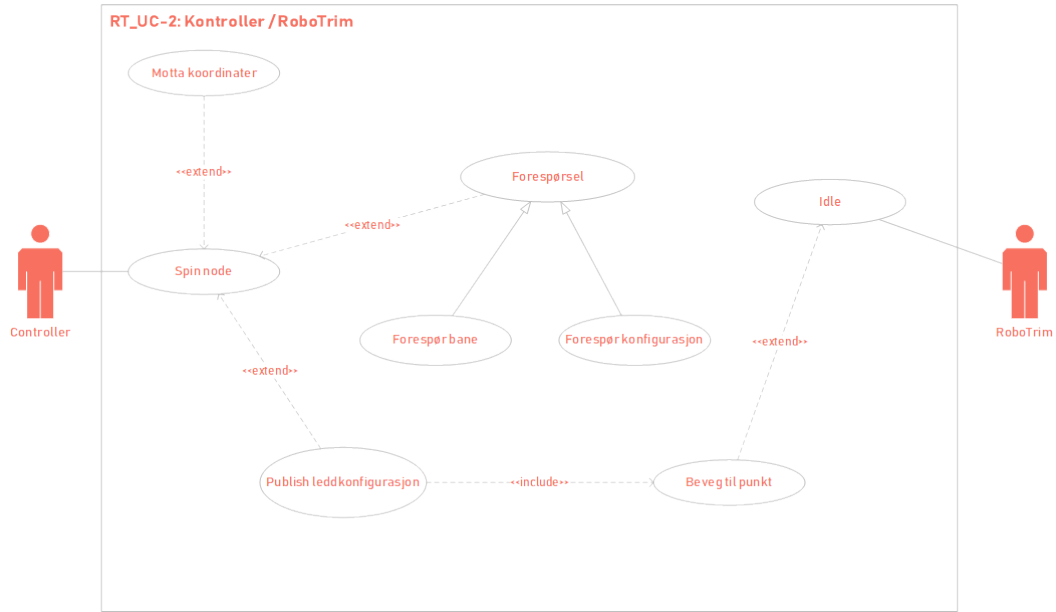 RT_UC-2: Kontroller / RoboTrim
Motta koordinater
<<extend>>
Forespørsel
Idle
<<extend>>
Spin node
Controller
RoboTrim
Forespør bane
Forespør konfigurasjon
<<extend>>
<<extend>>
Publish leddkonfigurasjon
<<include>>
Beveg til punkt